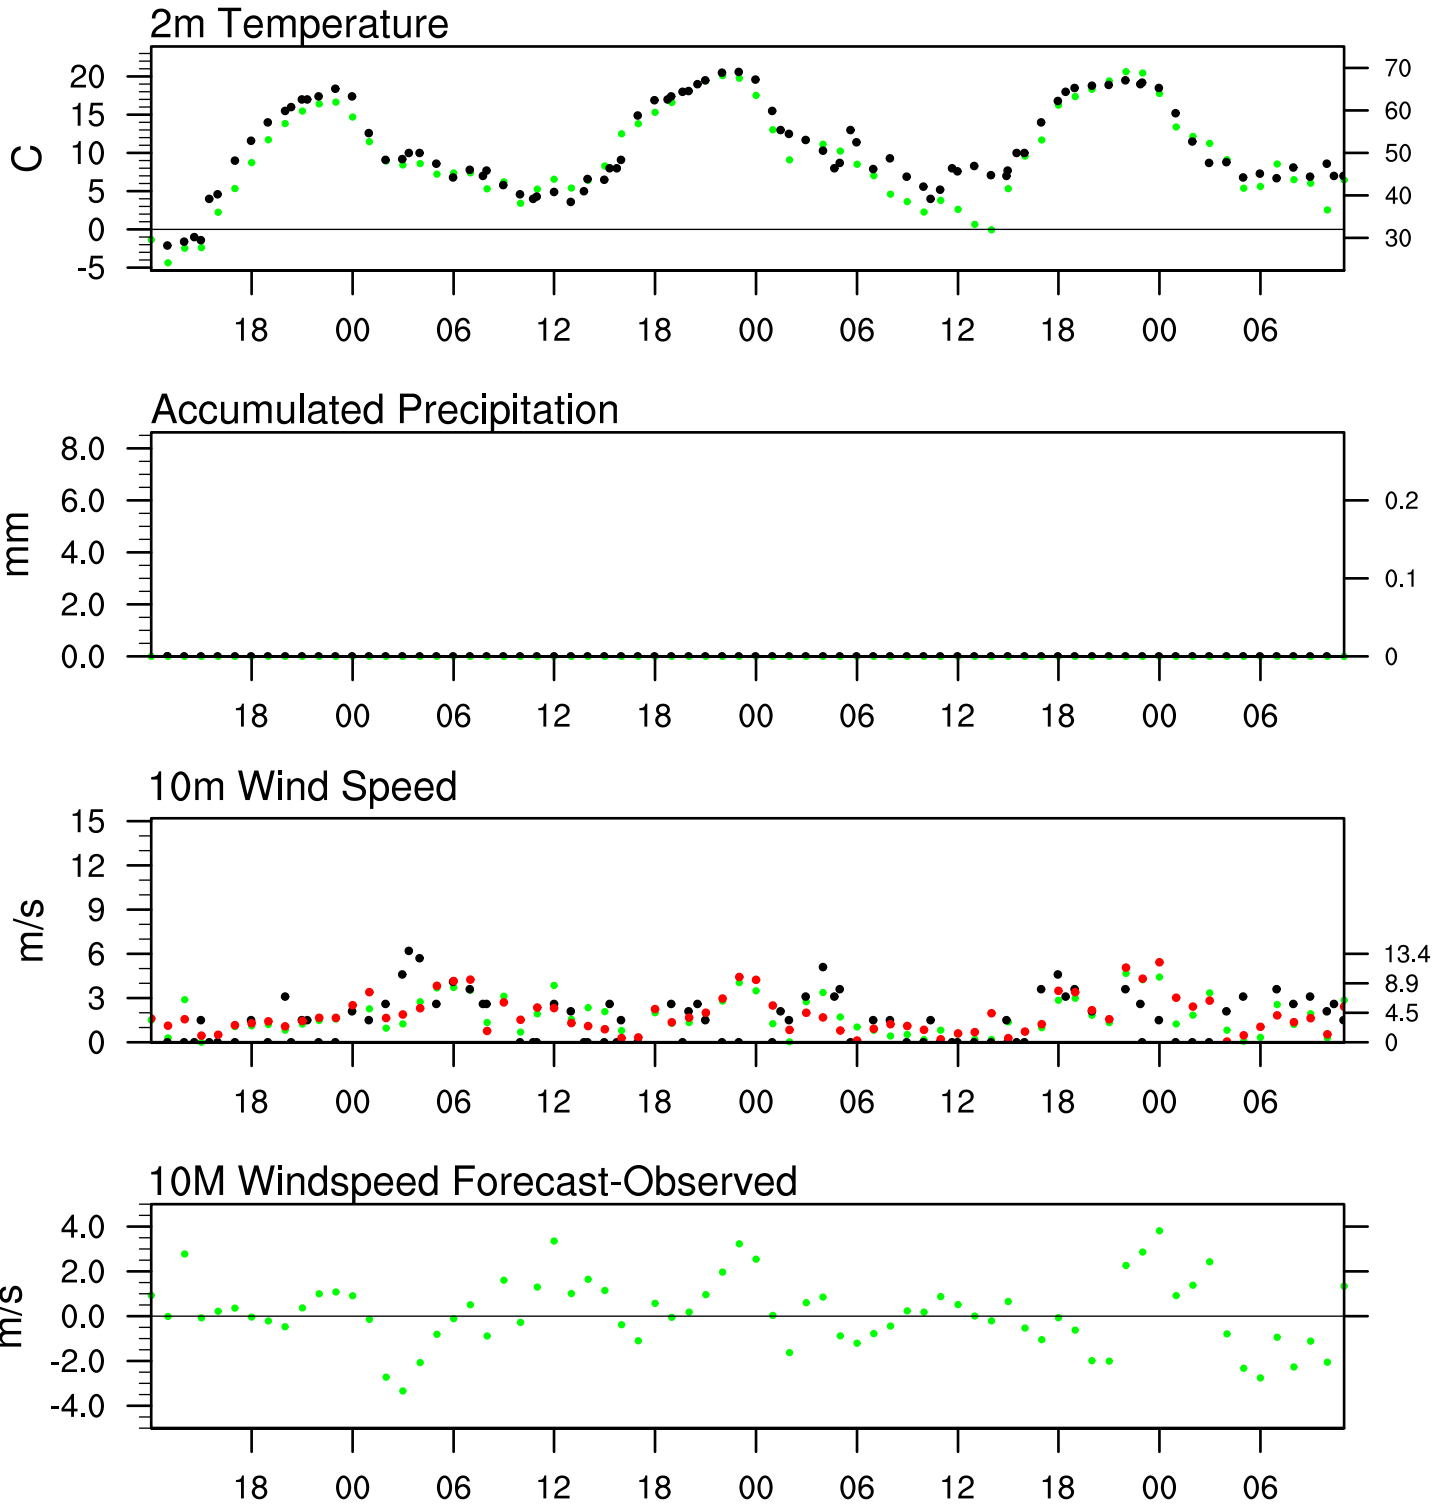 2m Temperature
20 70
15 60
10 50
5 40
0 30
-5
C
18 00 06 12 18 00 06 12 18 00 06
Accumulated Precipitation
8.0
6.0 0.2
4.0
2.0 0.1
0.0 0
mm
18 00 06 12 18 00 06 12 18 00 06
10m Wind Speed
15
12
9
6 13.4
3 8.9
4.5
0 0
m/s
18 00 06 12 18 00 06 12 18 00 06
10M Windspeed Forecast-Observed
4.0
2.0
0.0
-2.0
-4.0
m/s
18 00 06 12 18 00 06 12 18 00 06